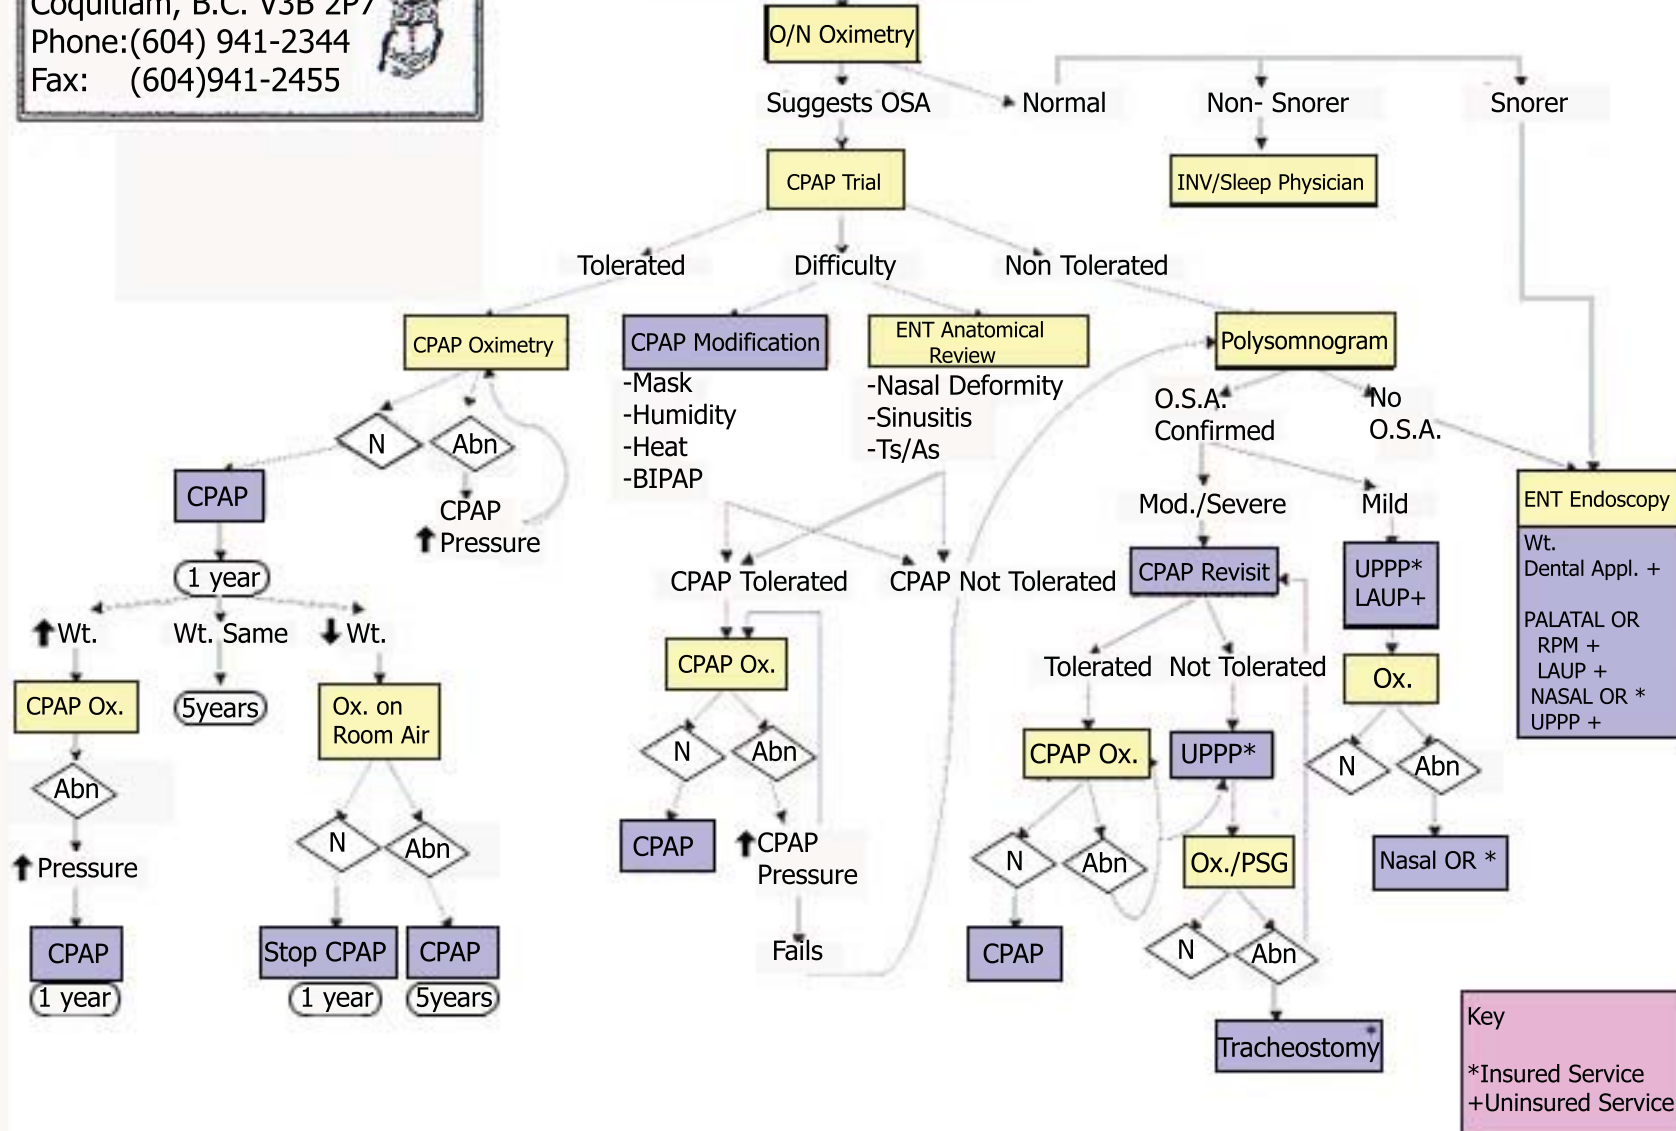 Coquitlam, B.C. V3B 2P7
Phone:(604) 941-2344
Fax: (604)941-2455
O/N Oximetry
Suggests OSA
Normal
Non- Snorer
Snorer
CPAP Trial
INV/Sleep Physician
Tolerated
Difficulty
Non Tolerated
CPAP Oximetry
CPAP Modification
-Mask
-Humidity
-Heat
-BIPAP
ENT Anatomical
Review
-Nasal Deformity
-Sinusitis
-Ts/As
Polysomnogram
O.S.A.
Confirmed
No
O.S.A.
N
Abn
CPAP
CPAP
↑Pressure
Mod./Severe
Mild
ENT Endoscopy
Wt.
Dental Appl. +
PALATAL OR
RPM +
LAUP +
NASAL OR *
UPPP +
1 year
CPAP Tolerated
CPAP Not Tolerated
CPAP Revisit
UPPP*
LAUP+
↑Wt.
Wt. Same
↓Wt.
CPAP Ox.
5years
Ox. on
Room Air
CPAP Ox.
Tolerated
Not Tolerated
Ox.
Abn
N
Abn
N
Abn
CPAP Ox.
UPPP*
N
Abn
↑Pressure
CPAP
↑CPAP
Pressure
N
Abn
Ox./PSG
Nasal OR *
CPAP
1 year
Stop CPAP
1 year
CPAP
5years
Fails
CPAP
N
Abn
Tracheostomy*
Key
*Insured Service
+Uninsured Service